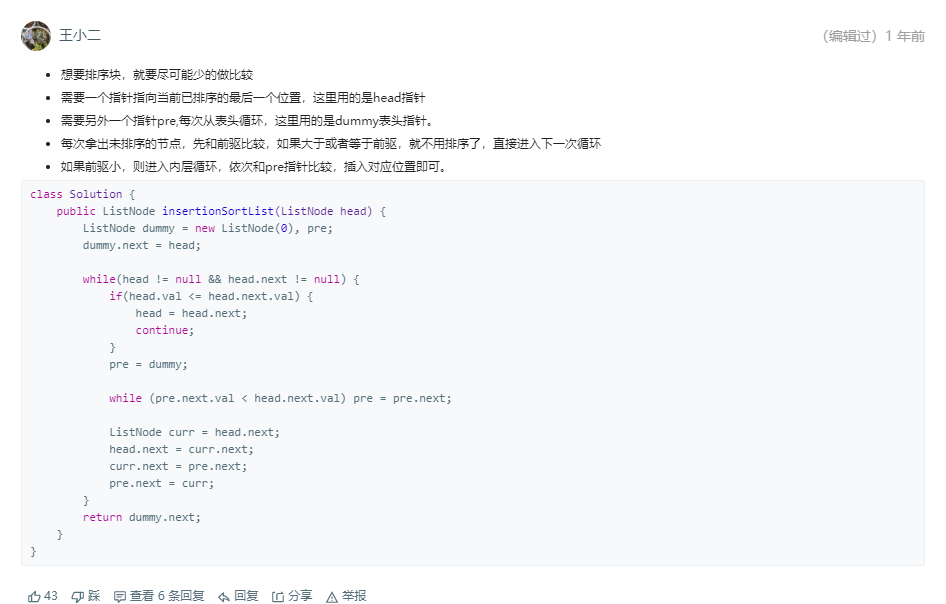 王小二
（编辑过）1 年前
想要排序块，就要尽可能少的做比较
需要一个指针指向当前已排序的最后一个位置，这里用的是head指针
需要另外一个指针pre,每次从表头循环，这里用的是dummy表头指针。
每次拿出未排序的节点，先和前驱比较，如果大于或者等于前驱，就不用排序了，直接进入下一次循环
如果前驱小，则进入内层循环，依次和pre指针比较，插入对应位置即可。
class Solution {
    public ListNode insertionSortList(ListNode head) {
        ListNode dummy = new ListNode(0), pre;
        dummy.next = head;

        while(head != null && head.next != null) {
            if(head.val <= head.next.val) {
                head = head.next;
                continue;
            }
            pre = dummy;

            while (pre.next.val < head.next.val) pre = pre.next;

            ListNode curr = head.next;
            head.next = curr.next;
            curr.next = pre.next;
            pre.next = curr;
        }
        return dummy.next;
    }
}
43 踩 查看 6 条回复 回复 分享 举报